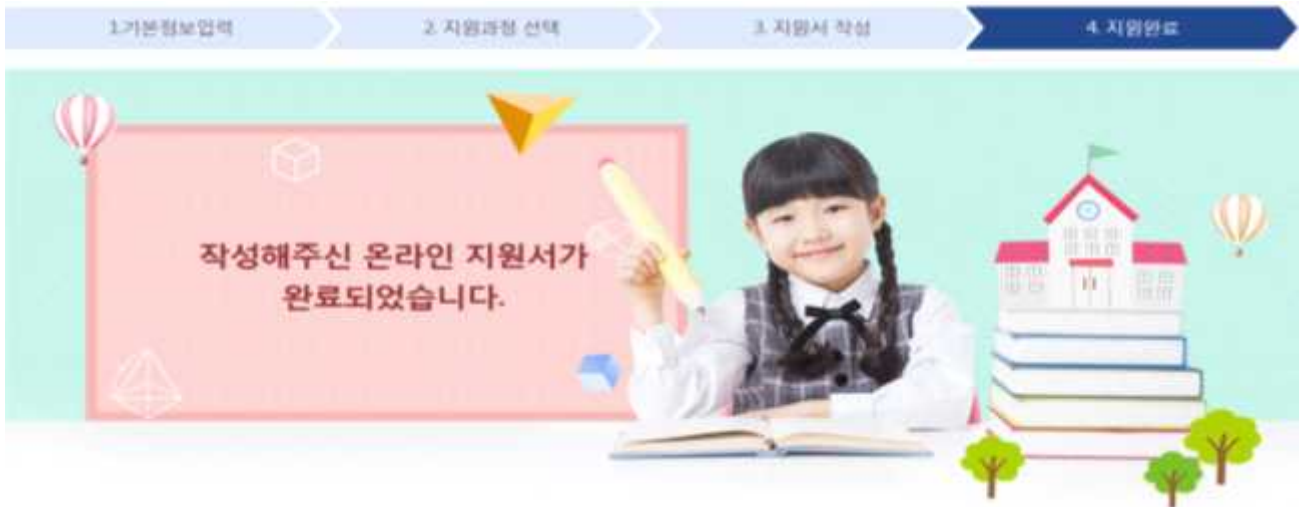 1.기본정보입력
2. 지원과정 선택
3. 지원서 작성
4. 지원완료
작성해주신 온라인 지원서가
완료되었습니다.